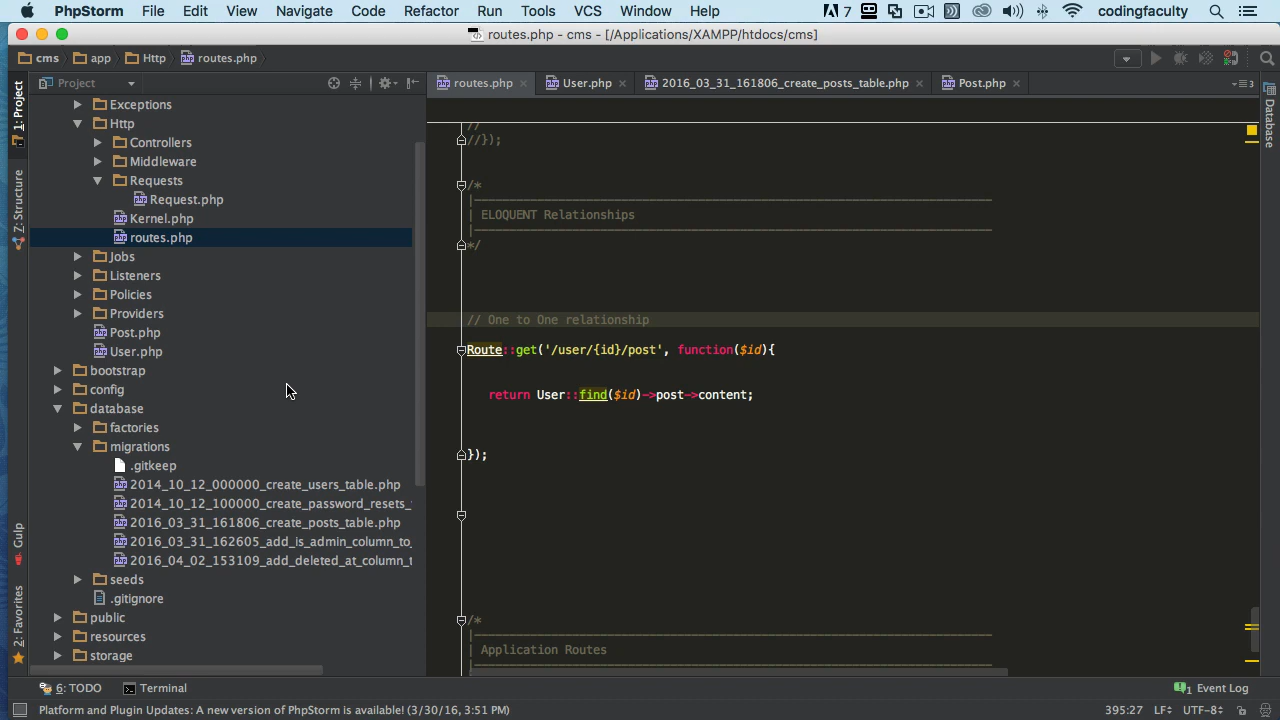 PhpStorm File Edit View Navigate Code Refactor Run Tools VCS Window Help 7 codingfaculty
routes.php - cms - [/Applications/XAMPP/htdocs/cms]
cms app Http routes.php
1: Project
Z: Structure
Gulp
2: Favorites
Project
Exceptions
Http
Controllers
Middleware
Requests
Request.php
Kernel.php
routes.php
Jobs
Listeners
Policies
Providers
Post.php
User.php
bootstrap
config
database
factories
migrations
.gitkeep
2014_10_12_000000_create_users_table.php
2014_10_12_100000_create_password_resets_
2016_03_31_161806_create_posts_table.php
2016_03_31_162605_add_is_admin_column_to_
2016_04_02_153109_add_deleted_at_column_t
seeds
.gitignore
public
resources
storage
routes.php User.php 2016_03_31_161806_create_posts_table.php Post.php 3
//
//});
/*
|
| ELOQUENT Relationships
|
*/
// One to One relationship
Route::get('/user/{id}/post', function($id){
return User::find($id)->post->content;
});
/*
|
| Application Routes
|
Database
6: TODO Terminal 1 Event Log
Platform and Plugin Updates: A new version of PhpStorm is available! (3/30/16, 3:51 PM) 395:27 LF UTF-8